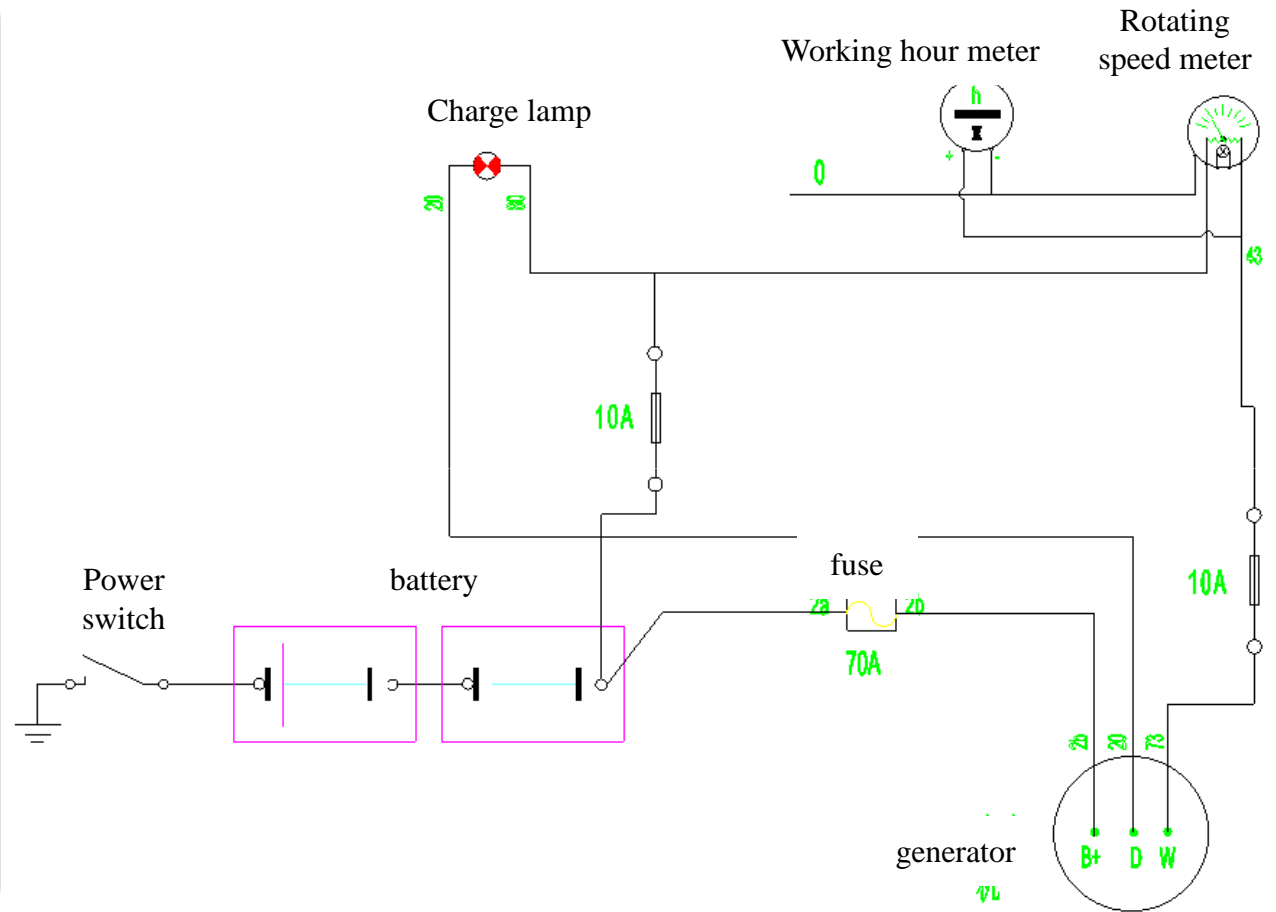 Rotating
speed meter
Working hour meter
h
Charge lamp
+ -
0
20
80
43
10A
fuse
Power
switch
battery
10A
2a
2b
70A
2b
20
73
generator
B+ D W